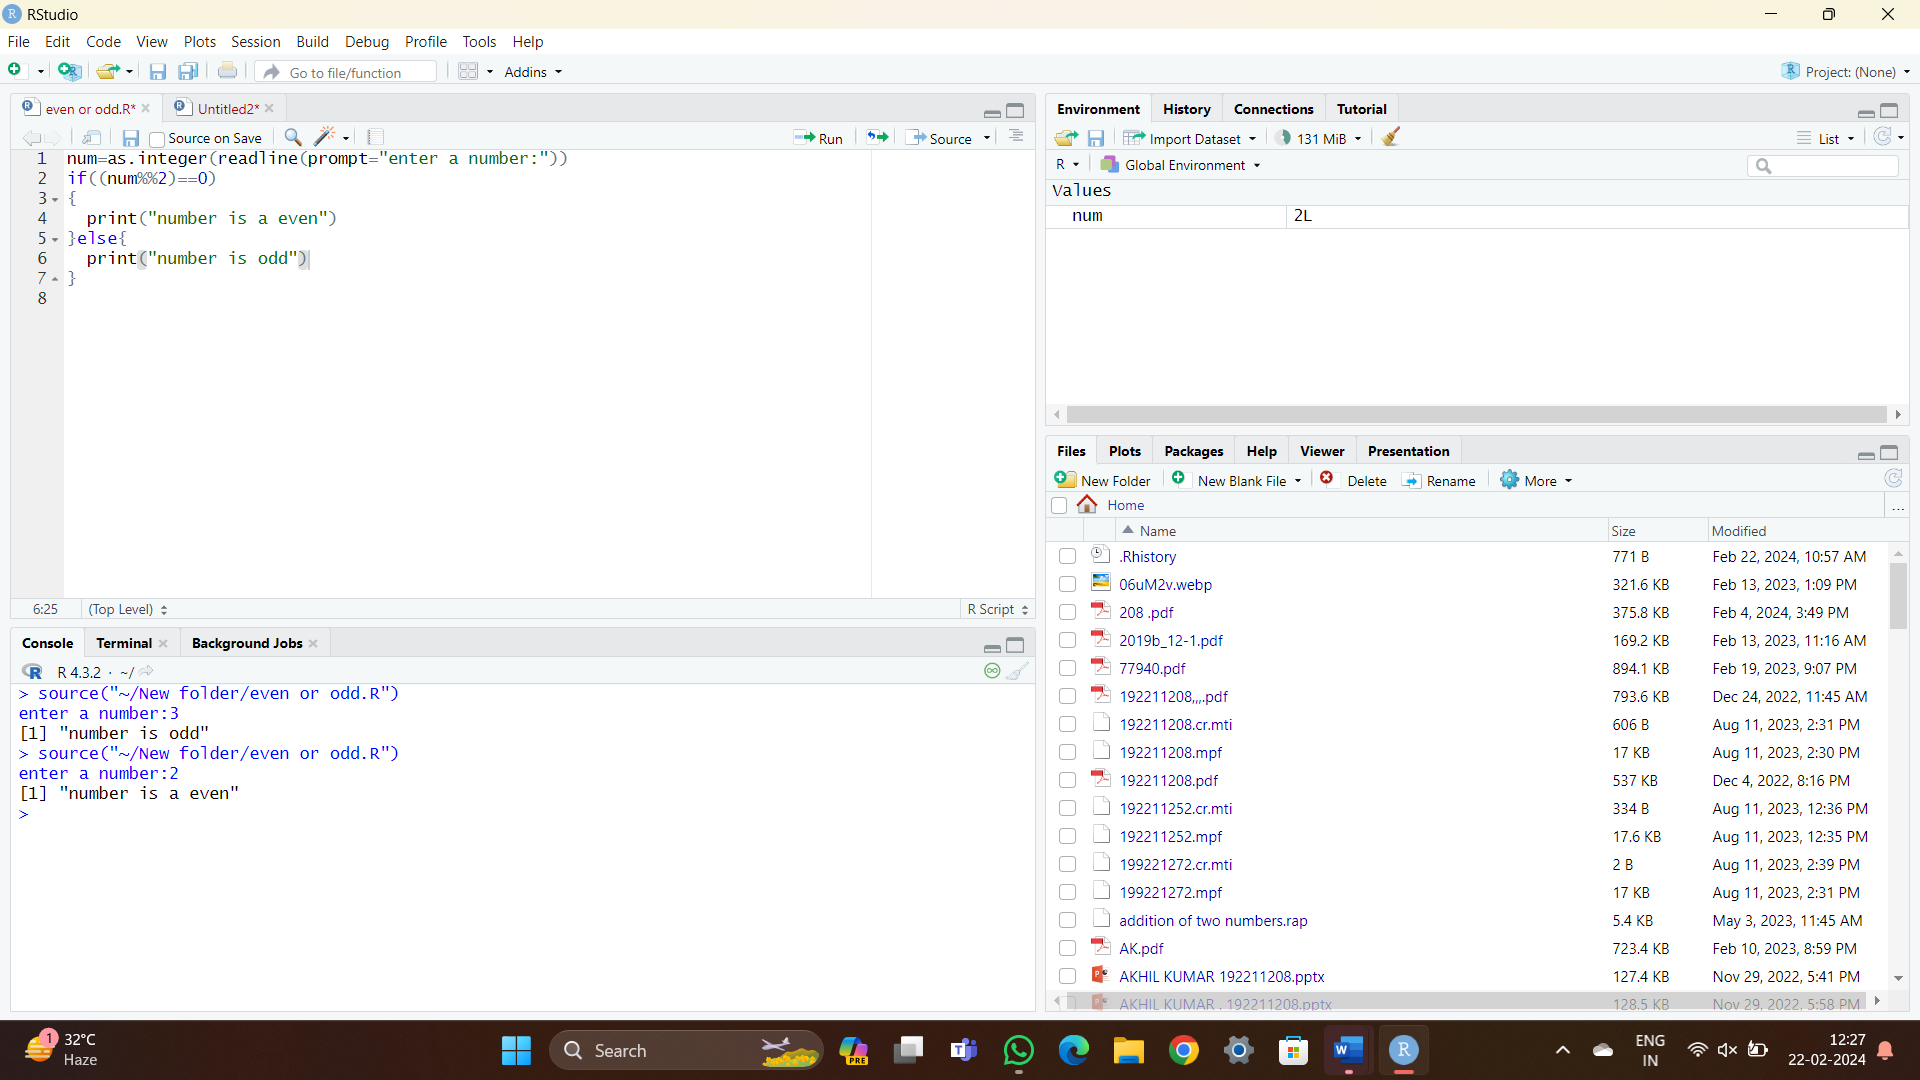 RStudio
File Edit Code View Plots Session Build Debug Profile Tools Help
Go to file/function Addins Project: (None)
even or odd.R* Untitled2*
Source on Save Run Source
1 num=as.integer(readline(prompt="enter a number:"))
2 if((num%%2)==0)
3 {
4 print("number is a even")
5 }else{
6 print("number is odd")
7 }
8
6:25 (Top Level) R Script
Console Terminal Background Jobs
R 4.3.2 · ~/
> source("~/New folder/even or odd.R")
enter a number:3
[1] "number is odd"
> source("~/New folder/even or odd.R")
enter a number:2
[1] "number is a even"
>
Environment History Connections Tutorial
Import Dataset 131 MiB List
R Global Environment
Values
num 2L
Files Plots Packages Help Viewer Presentation
New Folder New Blank File Delete Rename More
Home ...
Name Size Modified
.Rhistory 771 B Feb 22, 2024, 10:57 AM
06uM2v.webp 321.6 KB Feb 13, 2023, 1:09 PM
208 .pdf 375.8 KB Feb 4, 2024, 3:49 PM
2019b_12-1.pdf 169.2 KB Feb 13, 2023, 11:16 AM
77940.pdf 894.1 KB Feb 19, 2023, 9:07 PM
192211208,,,.pdf 793.6 KB Dec 24, 2022, 11:45 AM
192211208.cr.mti 606 B Aug 11, 2023, 2:31 PM
192211208.mpf 17 KB Aug 11, 2023, 2:30 PM
192211208.pdf 537 KB Dec 4, 2022, 8:16 PM
192211252.cr.mti 334 B Aug 11, 2023, 12:36 PM
192211252.mpf 17.6 KB Aug 11, 2023, 12:35 PM
199221272.cr.mti 2 B Aug 11, 2023, 2:39 PM
199221272.mpf 17 KB Aug 11, 2023, 2:31 PM
addition of two numbers.rap 5.4 KB May 3, 2023, 11:45 AM
AK.pdf 723.4 KB Feb 10, 2023, 8:59 PM
AKHIL KUMAR 192211208.pptx 127.4 KB Nov 29, 2022, 5:41 PM
AKHIL KUMAR . 192211208.pptx 128.5 KB Nov 29, 2022, 5:58 PM
1 32°C
Haze
Search
PRE
ENG
IN
12:27
22-02-2024